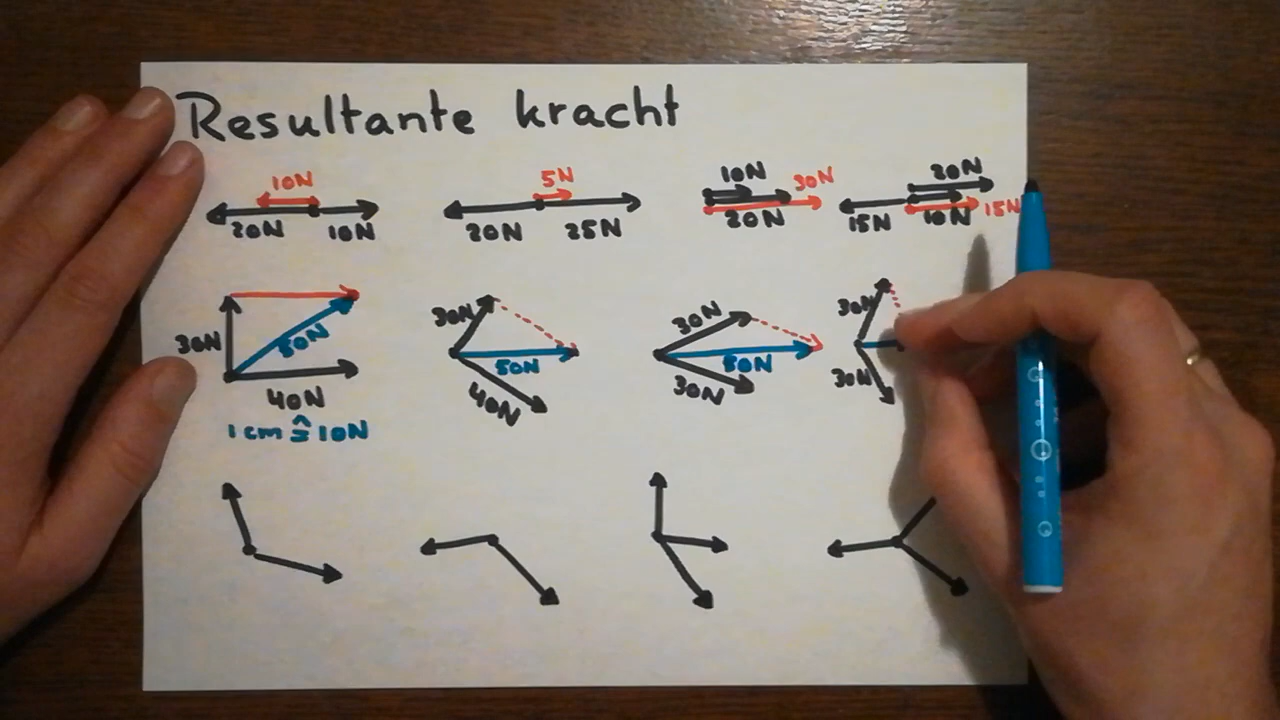 Resultante kracht
10N 5N 10N 30N 20N
20N 10N 20N 25N 20N 15N 10N 15N
30N 50N 30N 50N 30N 50N 30N
40N 40N 30N 30N
1cm ≙ 10N